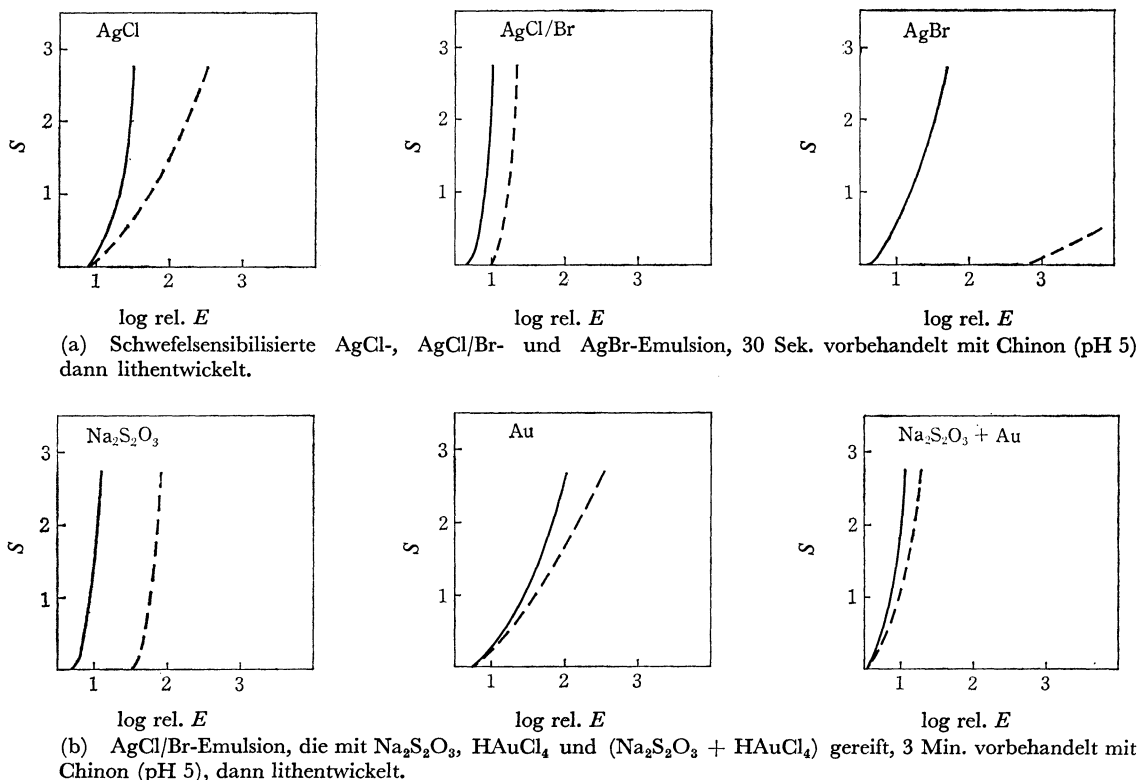 AgCl
AgCl/Br
AgBr
3
2
1
S
1 2 3
log rel. E
3
2
1
S
1 2 3
log rel. E
3
2
1
S
1 2 3
log rel. E
(a) Schwefelsensibilisierte AgCl-, AgCl/Br- und AgBr-Emulsion, 30 Sek. vorbehandelt mit Chinon (pH 5)
dann lithentwickelt.
Na₂S₂O₃
Au
Na₂S₂O₃ + Au
3
2
1
S
1 2 3
log rel. E
3
2
1
S
1 2 3
log rel. E
3
2
1
S
1 2 3
log rel. E
(b) AgCl/Br-Emulsion, die mit Na₂S₂O₃, HAuCl₄ und (Na₂S₂O₃ + HAuCl₄) gereift, 3 Min. vorbehandelt mit
Chinon (pH 5), dann lithentwickelt.